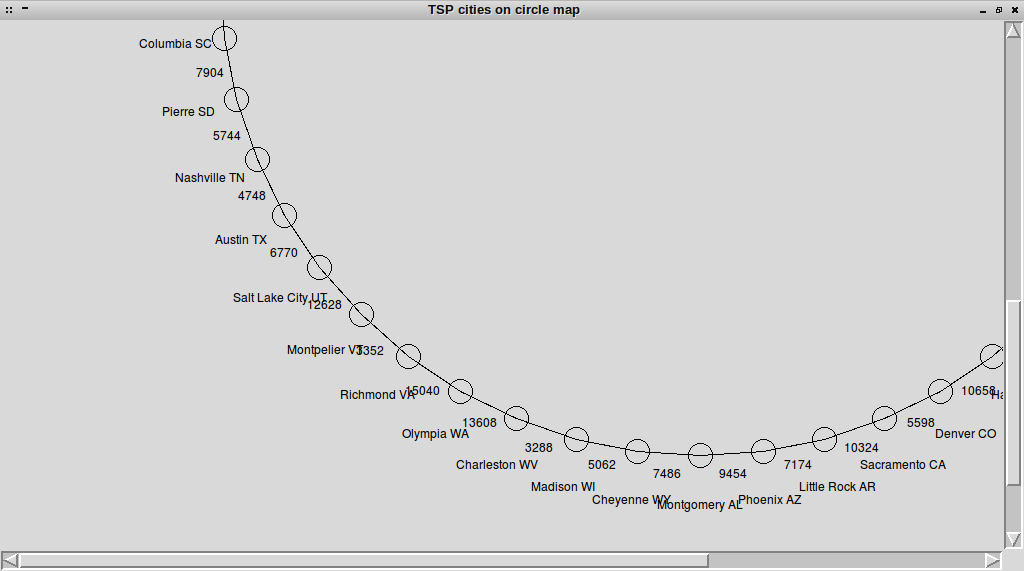 TSP cities on circle map
Columbia SC
7904
Pierre SD
5744
Nashville TN
4748
Austin TX
6770
Salt Lake City UT
12628
Montpelier VT
3352
Richmond VA
15040
Olympia WA
13608
Charleston WV
3288
Madison WI
5062
Cheyenne WY
7486
Montgomery AL
9454
Phoenix AZ
7174
Little Rock AR
10324
Sacramento CA
5598
Denver CO
10658